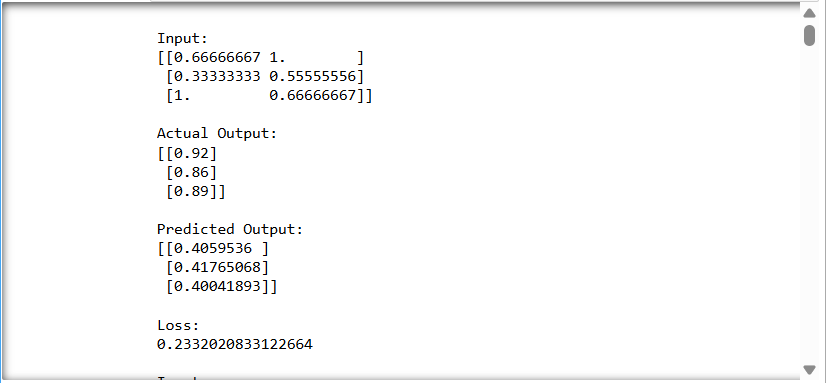 Input:
[[0.66666667 1.        ]
 [0.33333333 0.55555556]
 [1.         0.66666667]]
Actual Output:
[[0.92]
 [0.86]
 [0.89]]
Predicted Output:
[[0.4059536 ]
 [0.41765068]
 [0.40041893]]
Loss:
0.2332020833122664